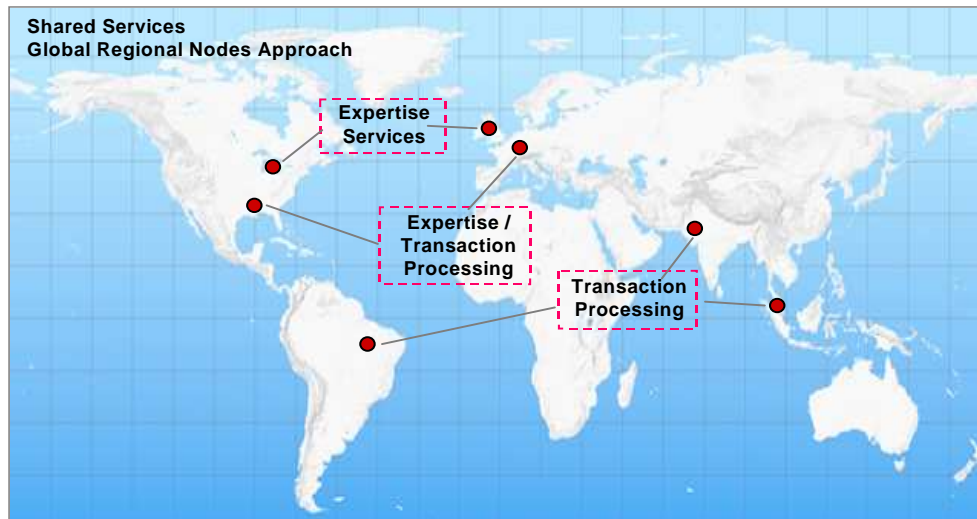 Shared Services
Global Regional Nodes Approach
Expertise
Services
Expertise /
Transaction
Processing
Transaction
Processing